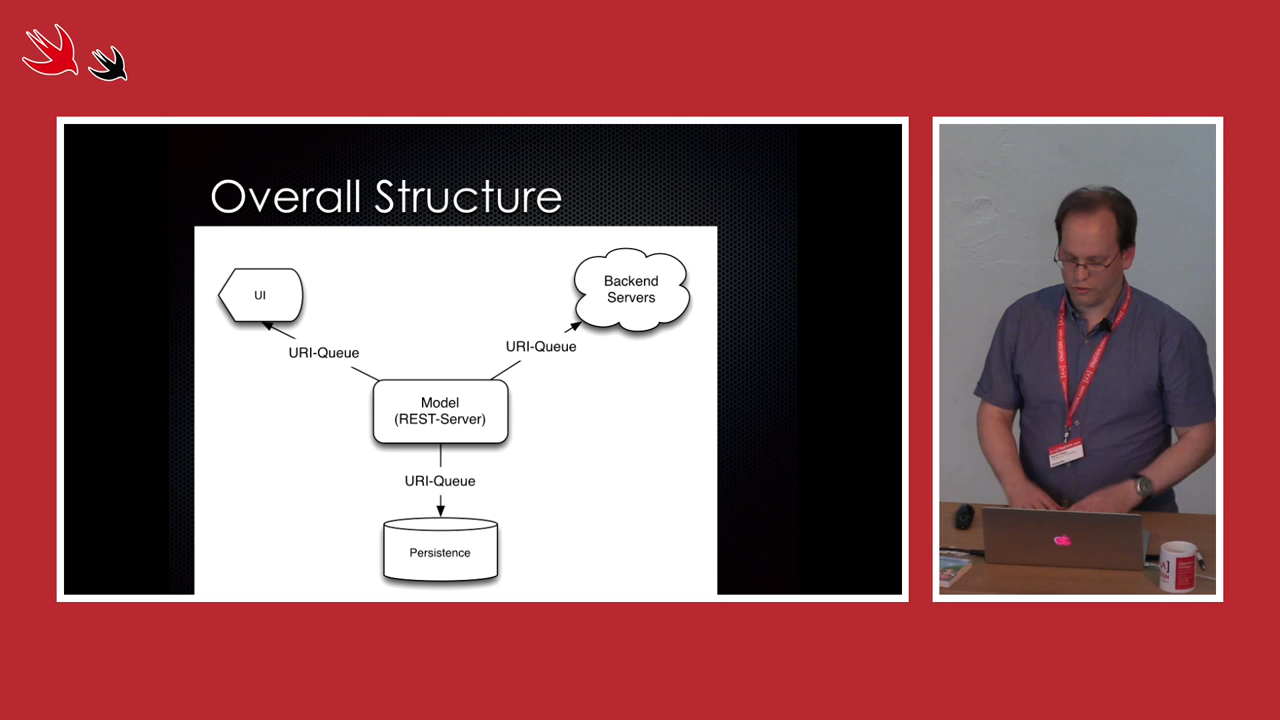 Overall Structure
UI
Backend
Servers
URI-Queue
URI-Queue
Model
(REST-Server)
URI-Queue
Persistence